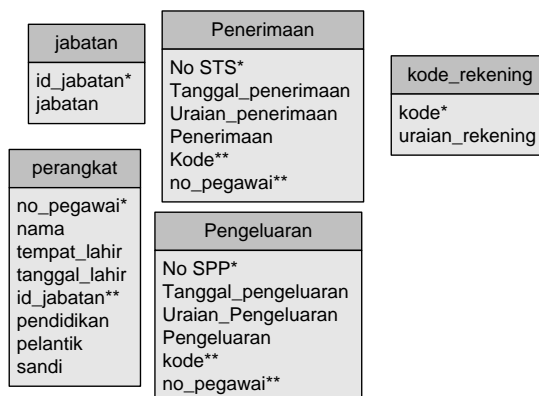 jabatan
id_jabatan*
jabatan
Penerimaan
No STS*
Tanggal_penerimaan
Uraian_penerimaan
Penerimaan
Kode**
no_pegawai**
kode_rekening
kode*
uraian_rekening
perangkat
no_pegawai*
nama
tempat_lahir
tanggal_lahir
id_jabatan**
pendidikan
pelantik
sandi
Pengeluaran
No SPP*
Tanggal_pengeluaran
Uraian_Pengeluaran
Pengeluaran
kode**
no_pegawai**